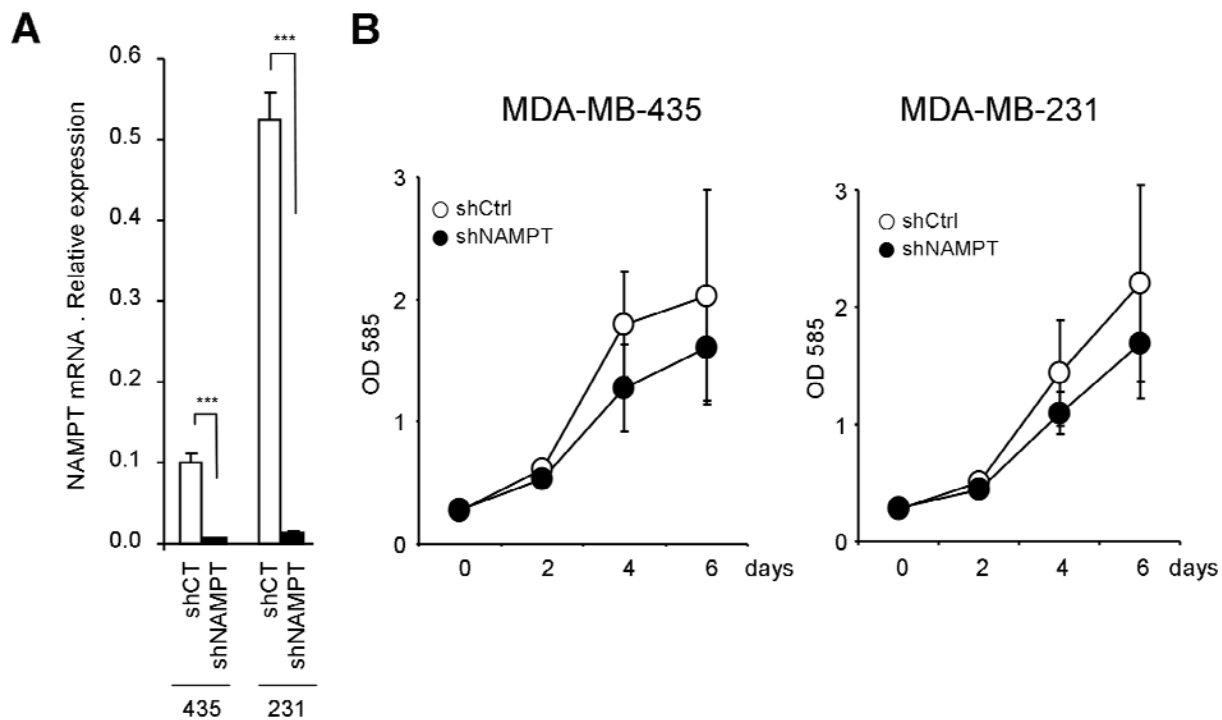 A
NAMPT mRNA . Relative expression
0.6
0.5
0.4
0.3
0.2
0.1
0.0
***
***
shCT
shNAMPT
shCT
shNAMPT
435
231
B
MDA-MB-435
OD 585
3
2
1
0
shCtrl
shNAMPT
0 2 4 6 days
MDA-MB-231
OD 585
3
2
1
0
shCtrl
shNAMPT
0 2 4 6 days